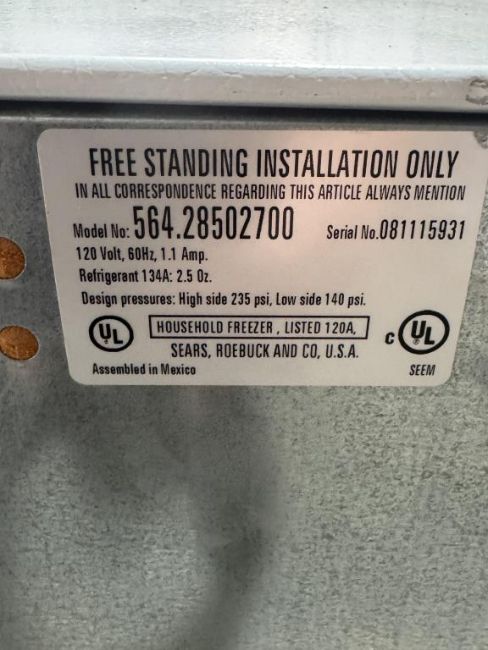 FREE STANDING INSTALLATION ONLY
IN ALL CORRESPONDENCE REGARDING THIS ARTICLE ALWAYS MENTION
Model No: 564.28502700 Serial No.081115931
120 Volt, 60Hz, 1.1 Amp.
Refrigerant 134A: 2.5 Oz.
Design pressures: High side 235 psi, Low side 140 psi.
UL HOUSEHOLD FREEZER , LISTED 120A, C UL
SEARS, ROEBUCK AND CO, U.S.A.
Assembled in Mexico SEEM